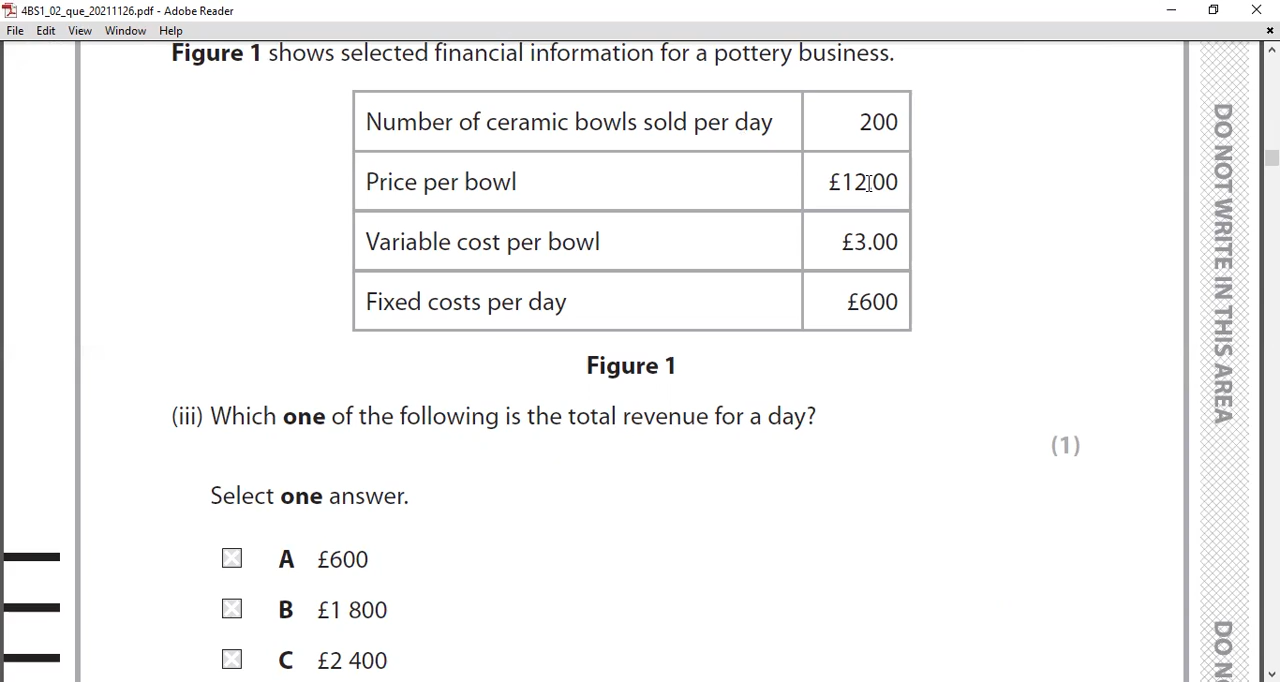 4BS1_02_que_20211126.pdf - Adobe Reader
File Edit View Window Help
Figure 1 shows selected financial information for a pottery business.
Number of ceramic bowls sold per day 200
Price per bowl £12.00
Variable cost per bowl £3.00
Fixed costs per day £600
Figure 1
(iii) Which one of the following is the total revenue for a day?
(1)
Select one answer.
A £600
B £1 800
C £2 400
DO NOT WRITE IN THIS AREA
DO N